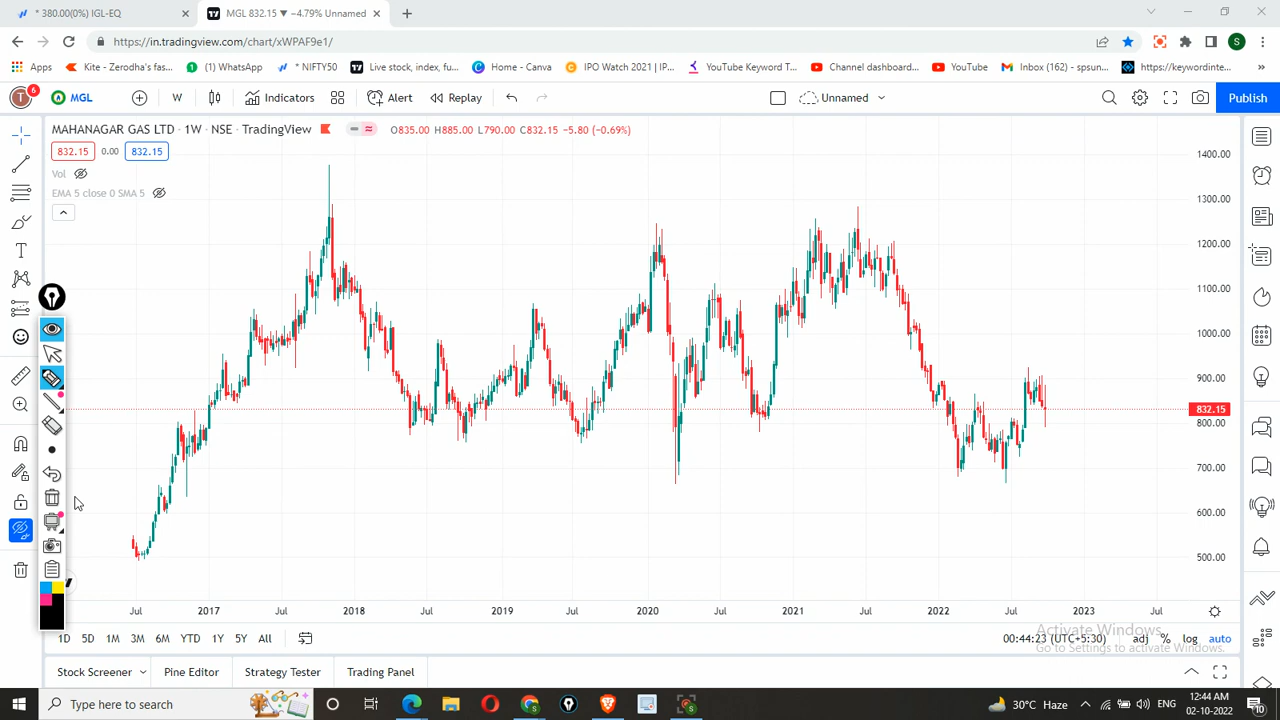 * 380.00(0%) IGL-EQ
MGL 832.15 ▼ −4.79% Unnamed
https://in.tradingview.com/chart/xWPAF9e1/
S
Apps
Kite - Zerodha's fas...
(1) WhatsApp
* NIFTY50
Live stock, index, fu...
Home - Canva
IPO Watch 2021 | IP...
YouTube Keyword T...
Channel dashboard...
YouTube
Inbox (162) - spsun...
https://keywordinte...
T
6
MGL
W
Indicators
Alert
Replay
Unnamed
Publish
MAHANAGAR GAS LTD · 1W · NSE · TradingView
O835.00 H885.00 L790.00 C832.15 −5.80 (−0.69%)
832.15 0.00 832.15
Vol
EMA 5 close 0 SMA 5
1400.00
1300.00
1200.00
1100.00
1000.00
900.00
832.15
800.00
700.00
600.00
500.00
Jul 2017 Jul 2018 Jul 2019 Jul 2020 Jul 2021 Jul 2022 Jul 2023 Jul
Activate Windows
Go to Settings to activate Windows.
1D 5D 1M 3M 6M YTD 1Y 5Y All
00:44:23 (UTC+5:30) adj % log auto
Stock Screener
Pine Editor
Strategy Tester
Trading Panel
Type here to search
30°C Haze
ENG
12:44 AM
02-10-2022
10